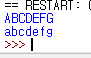 == RESTART: (
ABCDEFG
abcdefg
>>>